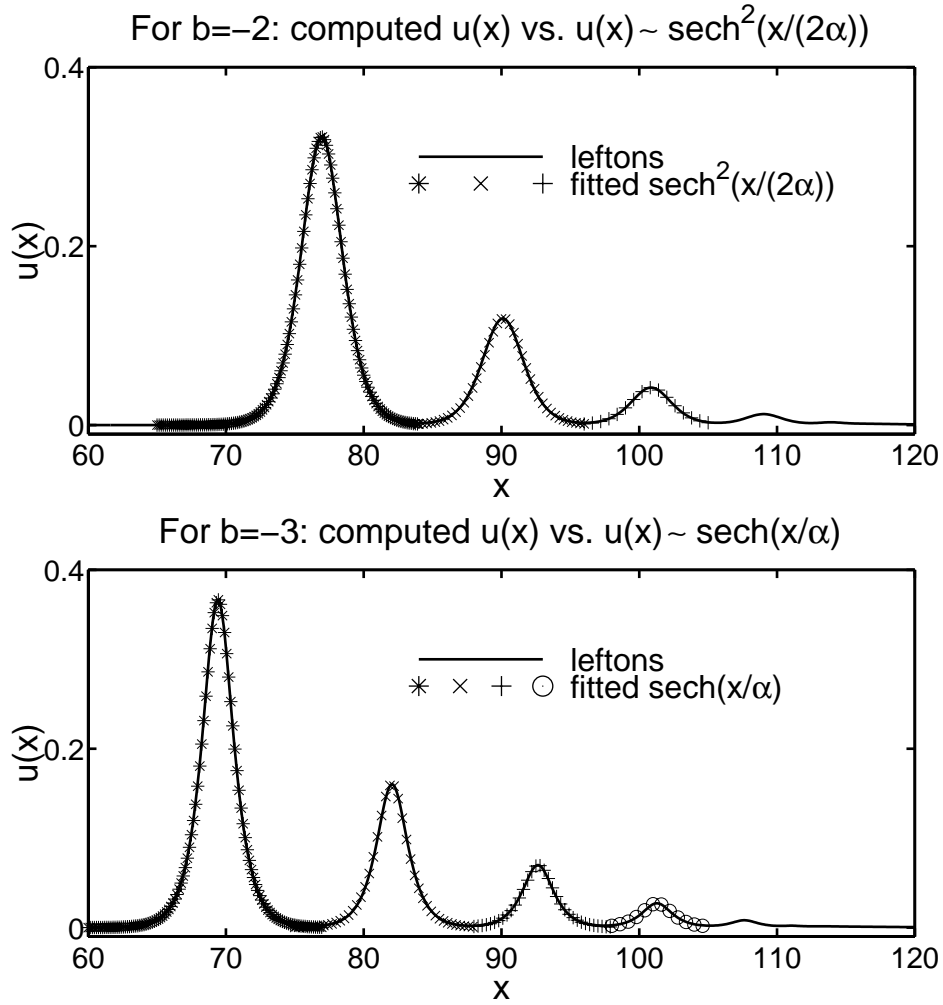 For b=−2: computed u(x) vs. u(x) ~ sech²(x/(2α))
0.4
0.2
0
u(x)
leftons
fitted sech²(x/(2α))
60 70 80 90 100 110 120
x
For b=−3: computed u(x) vs. u(x) ~ sech(x/α)
0.4
0.2
0
u(x)
leftons
fitted sech(x/α)
60 70 80 90 100 110 120
x